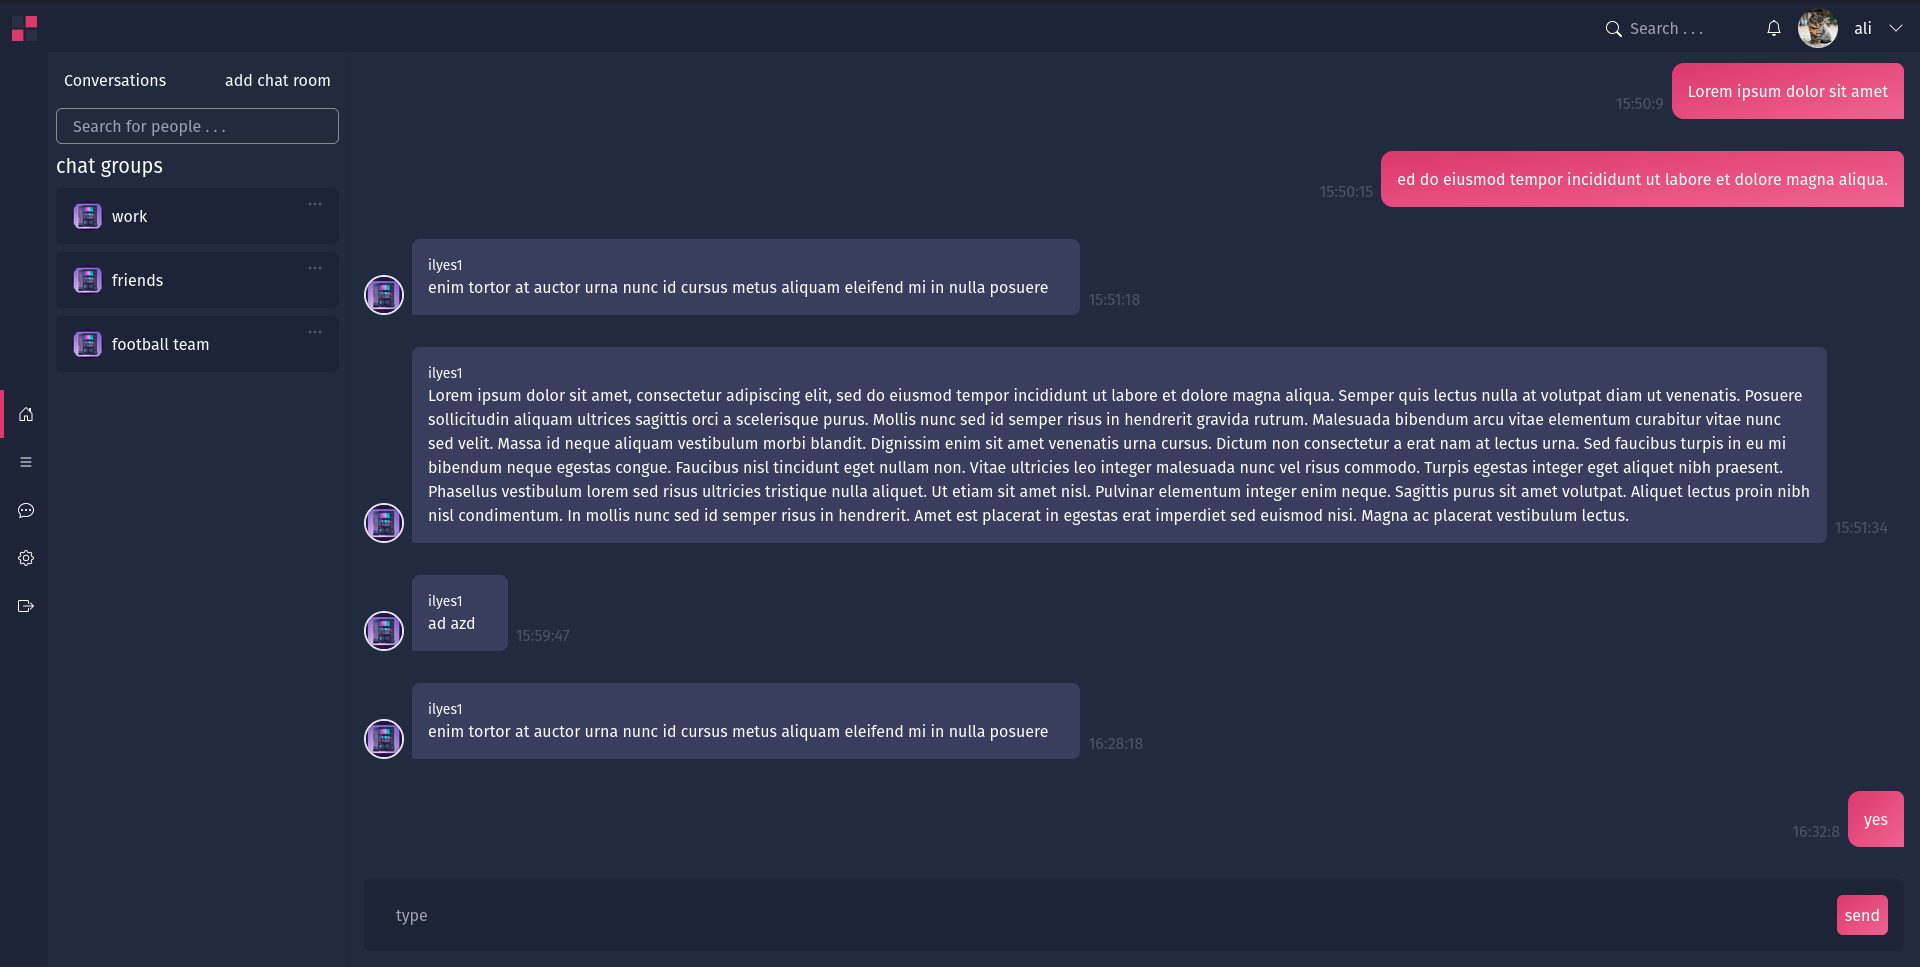 Search . . .
ali
Conversations
add chat room
Search for people . . .
chat groups
work
friends
football team
Lorem ipsum dolor sit amet
15:50:9
ed do eiusmod tempor incididunt ut labore et dolore magna aliqua.
15:50:15
ilyes1
enim tortor at auctor urna nunc id cursus metus aliquam eleifend mi in nulla posuere
15:51:18
ilyes1
Lorem ipsum dolor sit amet, consectetur adipiscing elit, sed do eiusmod tempor incididunt ut labore et dolore magna aliqua. Semper quis lectus nulla at volutpat diam ut venenatis. Posuere
sollicitudin aliquam ultrices sagittis orci a scelerisque purus. Mollis nunc sed id semper risus in hendrerit gravida rutrum. Malesuada bibendum arcu vitae elementum curabitur vitae nunc
sed velit. Massa id neque aliquam vestibulum morbi blandit. Dignissim enim sit amet venenatis urna cursus. Dictum non consectetur a erat nam at lectus urna. Sed faucibus turpis in eu mi
bibendum neque egestas congue. Faucibus nisl tincidunt eget nullam non. Vitae ultricies leo integer malesuada nunc vel risus commodo. Turpis egestas integer eget aliquet nibh praesent.
Phasellus vestibulum lorem sed risus ultricies tristique nulla aliquet. Ut etiam sit amet nisl. Pulvinar elementum integer enim neque. Sagittis purus sit amet volutpat. Aliquet lectus proin nibh
nisl condimentum. In mollis nunc sed id semper risus in hendrerit. Amet est placerat in egestas erat imperdiet sed euismod nisi. Magna ac placerat vestibulum lectus.
15:51:34
ilyes1
ad azd
15:59:47
ilyes1
enim tortor at auctor urna nunc id cursus metus aliquam eleifend mi in nulla posuere
16:28:18
yes
16:32:8
type
send